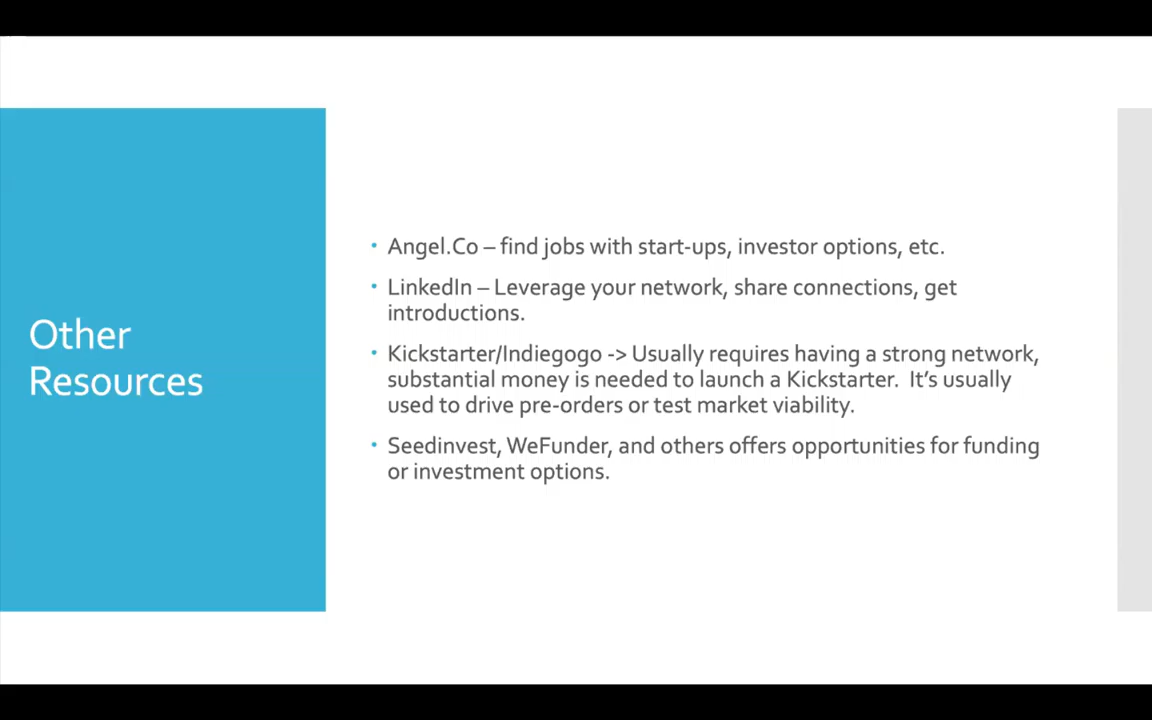 Other
Resources
• Angel.Co – find jobs with start-ups, investor options, etc.
• LinkedIn – Leverage your network, share connections, get
introductions.
• Kickstarter/Indiegogo -> Usually requires having a strong network,
substantial money is needed to launch a Kickstarter.  It's usually
used to drive pre-orders or test market viability.
• Seedinvest, WeFunder, and others offers opportunities for funding
or investment options.